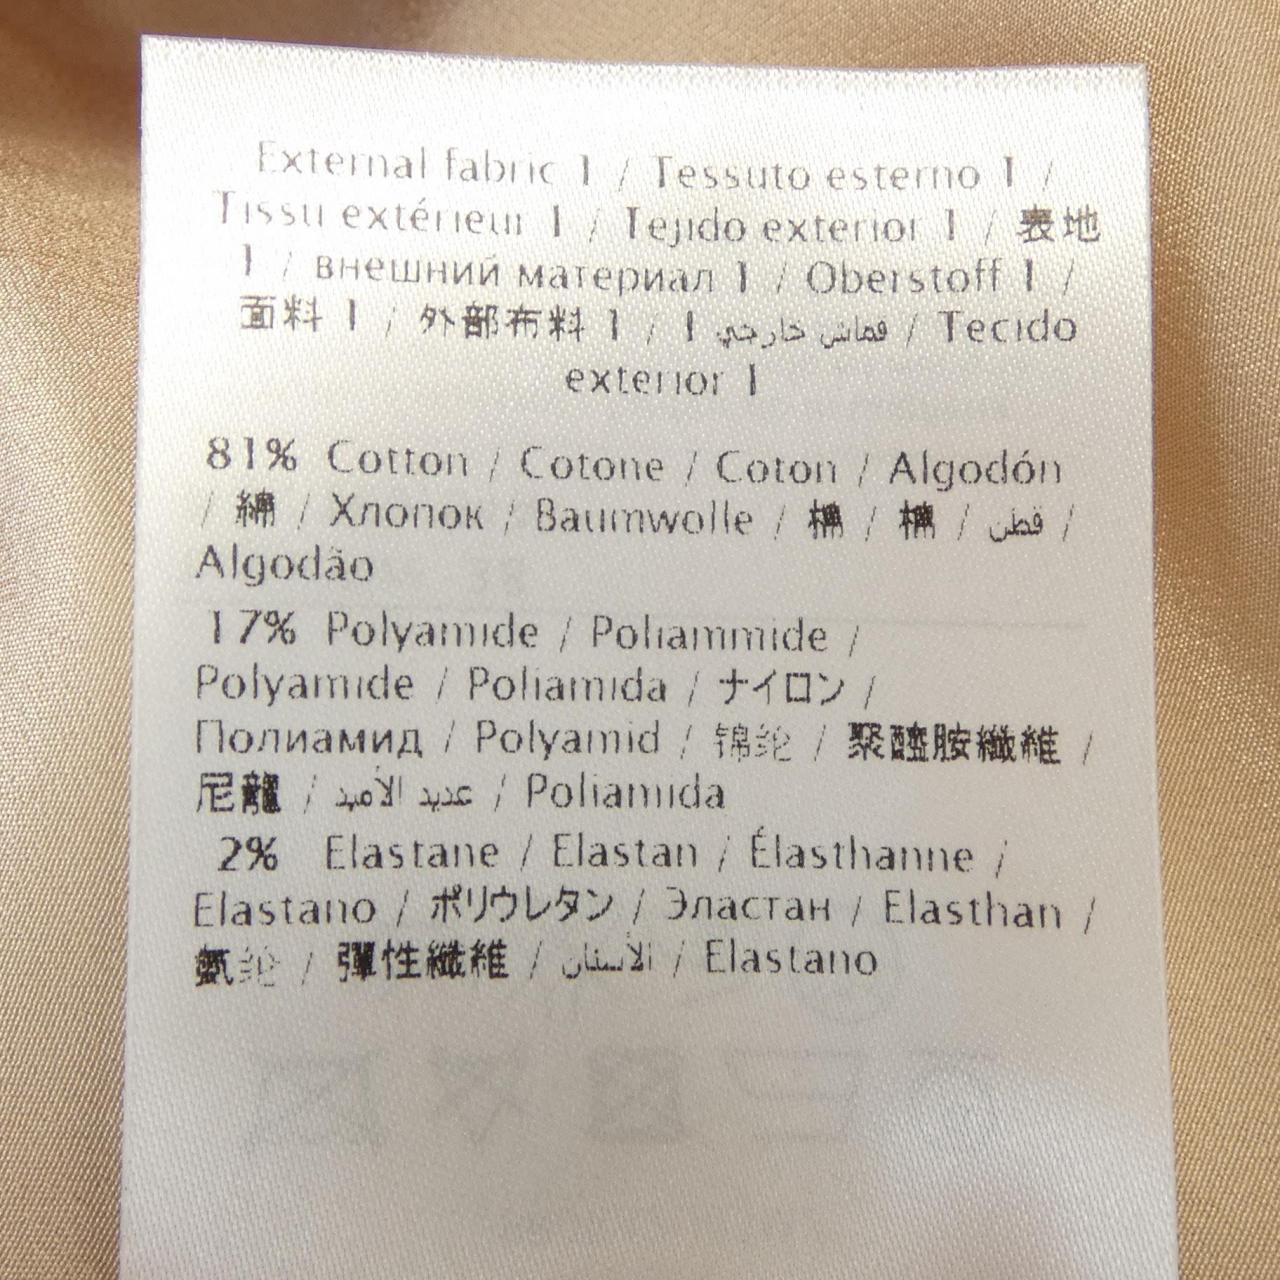 External fabric 1 / Tessuto esterno 1 /
Tissu extérieur 1 / Tejido exterior 1 / 表地
1 / внешний материал 1 / Oberstoff 1 /
面料 1 / 外部布料 1 / 1 قماش خارجي / Tecido
exterior 1
81% Cotton / Cotone / Coton / Algodón
/ 綿 / Хлопок / Baumwolle / 棉 / 棉 / قطن /
Algodão
17% Polyamide / Poliammide /
Polyamide / Poliamida / ナイロン /
Полиамид / Polyamid / 锦纶 / 聚醯胺纖維 /
尼龍 / عديد الأميد / Poliamida
2% Elastane / Elastan / Élasthanne /
Elastano / ポリウレタン / Эластан / Elasthan /
氨纶 / 彈性纖維 / الأستان / Elastano